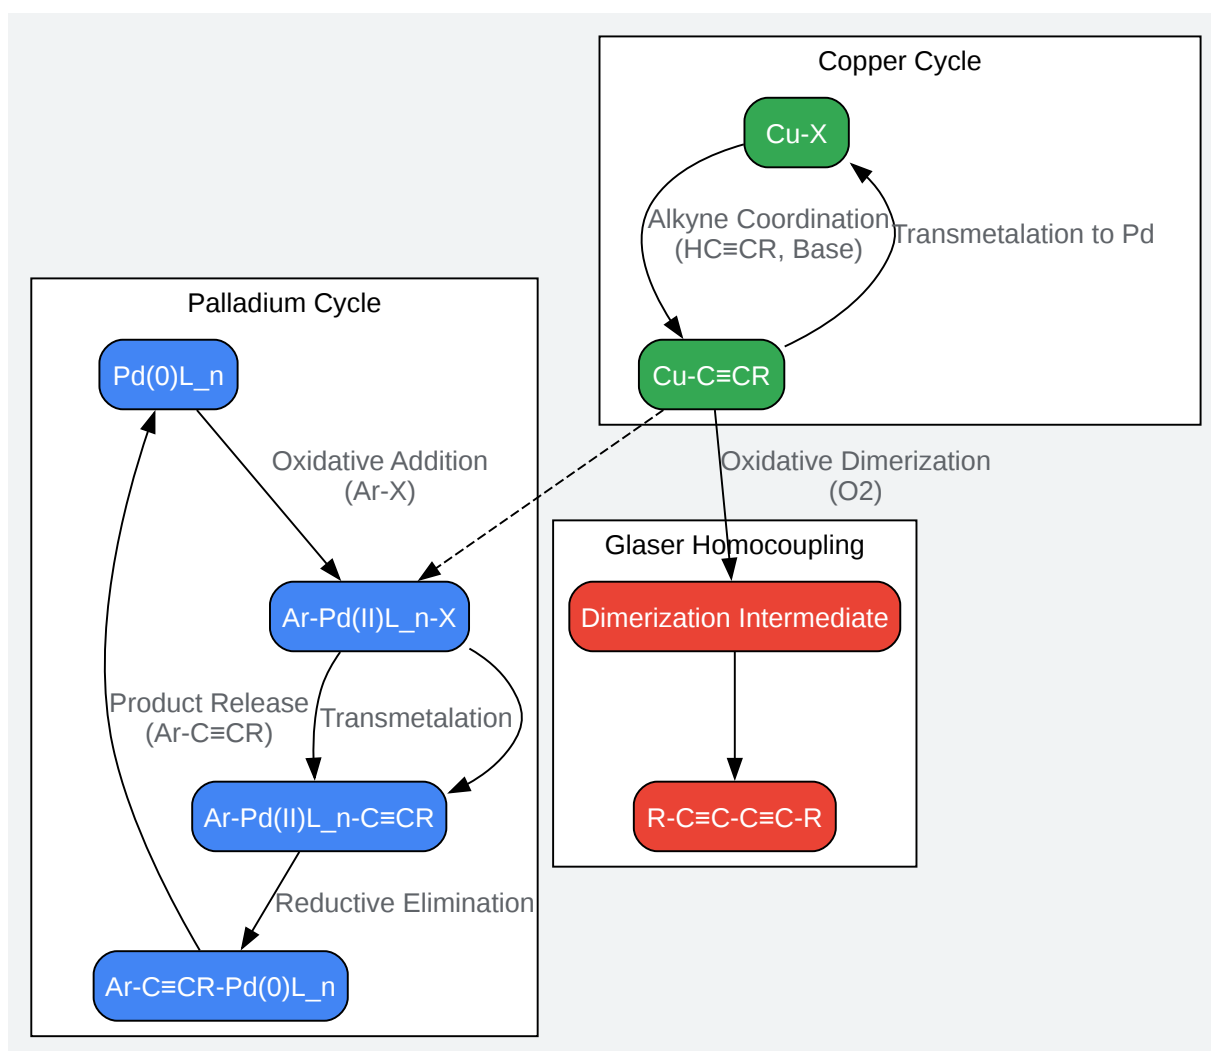 Copper Cycle
Cu-X
Alkyne Coordination
(HC≡CR, Base)
Transmetalation to Pd
Cu-C≡CR
Palladium Cycle
Pd(0)L_n
Oxidative Addition
(Ar-X)
Ar-Pd(II)L_n-X
Product Release
(Ar-C≡CR)
Transmetalation
Ar-Pd(II)L_n-C≡CR
Reductive Elimination
Ar-C≡CR-Pd(0)L_n
Oxidative Dimerization
(O2)
Glaser Homocoupling
Dimerization Intermediate
R-C≡C-C≡C-R